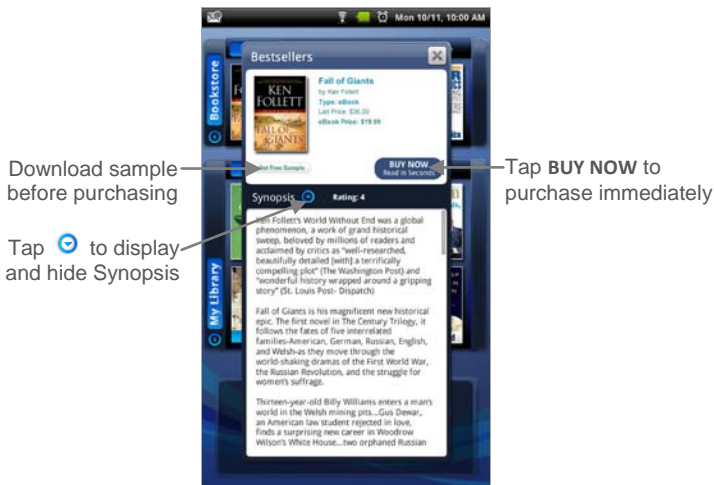 Mon 10/11, 10:00 AM
Bestsellers
Bookstore
KEN
FOLLETT
FALL OF
GIANTS
Fall of Giants
by Ken Follett
Type: eBook
List Price: $36.00
eBook Price: $19.99
Get Free Sample
BUY NOW
Read in Seconds
Download sample
before purchasing
Tap BUY NOW to
purchase immediately
Synopsis
Rating: 4
Tap to display
and hide Synopsis
My Library
Ken Follett's World Without End was a global
phenomenon, a work of grand historical
sweep, beloved by millions of readers and
acclaimed by critics as "well-researched,
beautifully detailed [with] a terrifically
compelling plot" (The Washington Post) and
"wonderful history wrapped around a gripping
story" (St. Louis Post- Dispatch)
Fall of Giants is his magnificent new historical
epic. The first novel in The Century Trilogy, it
follows the fates of five interrelated
families-American, German, Russian, English,
and Welsh-as they move through the
world-shaking dramas of the First World War,
the Russian Revolution, and the struggle for
women's suffrage.
Thirteen-year-old Billy Williams enters a man's
world in the Welsh mining pits...Gus Dewar,
an American law student rejected in love,
finds a surprising new career in Woodrow
Wilson's White House...two orphaned Russian